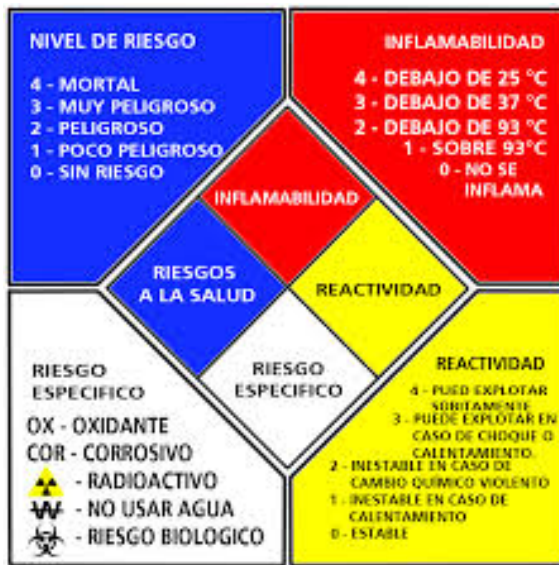 NIVEL DE RIESGO
4 - MORTAL
3 - MUY PELIGROSO
2 - PELIGROSO
1 - POCO PELIGROSO
0 - SIN RIESGO
INFLAMABILIDAD
4 - DEBAJO DE 25 °C
3 - DEBAJO DE 37 °C
2 - DEBAJO DE 93 °C
1 - SOBRE 93°C
0 - NO SE
INFLAMA
INFLAMABILIDAD
RIESGOS
A LA SALUD
REACTIVIDAD
RIESGO
ESPECIFICO
RIESGO
ESPECIFICO
OX - OXIDANTE
COR - CORROSIVO
- RADIOACTIVO
W - NO USAR AGUA
- RIESGO BIOLOGICO
REACTIVIDAD
4 - PUED EXPLOTAR
SORITAMENTE
3 - PUEDE EXPLOTAR EN
CASO DE CHOQUE O
CALENTAMIENTO.
2 - INESTABLE EN CASO DE
CAMBIO QUÍMICO VIOLENTO
1 - INESTABLE EN CASO DE
CALENTAMIENTO
0 - ESTABLE